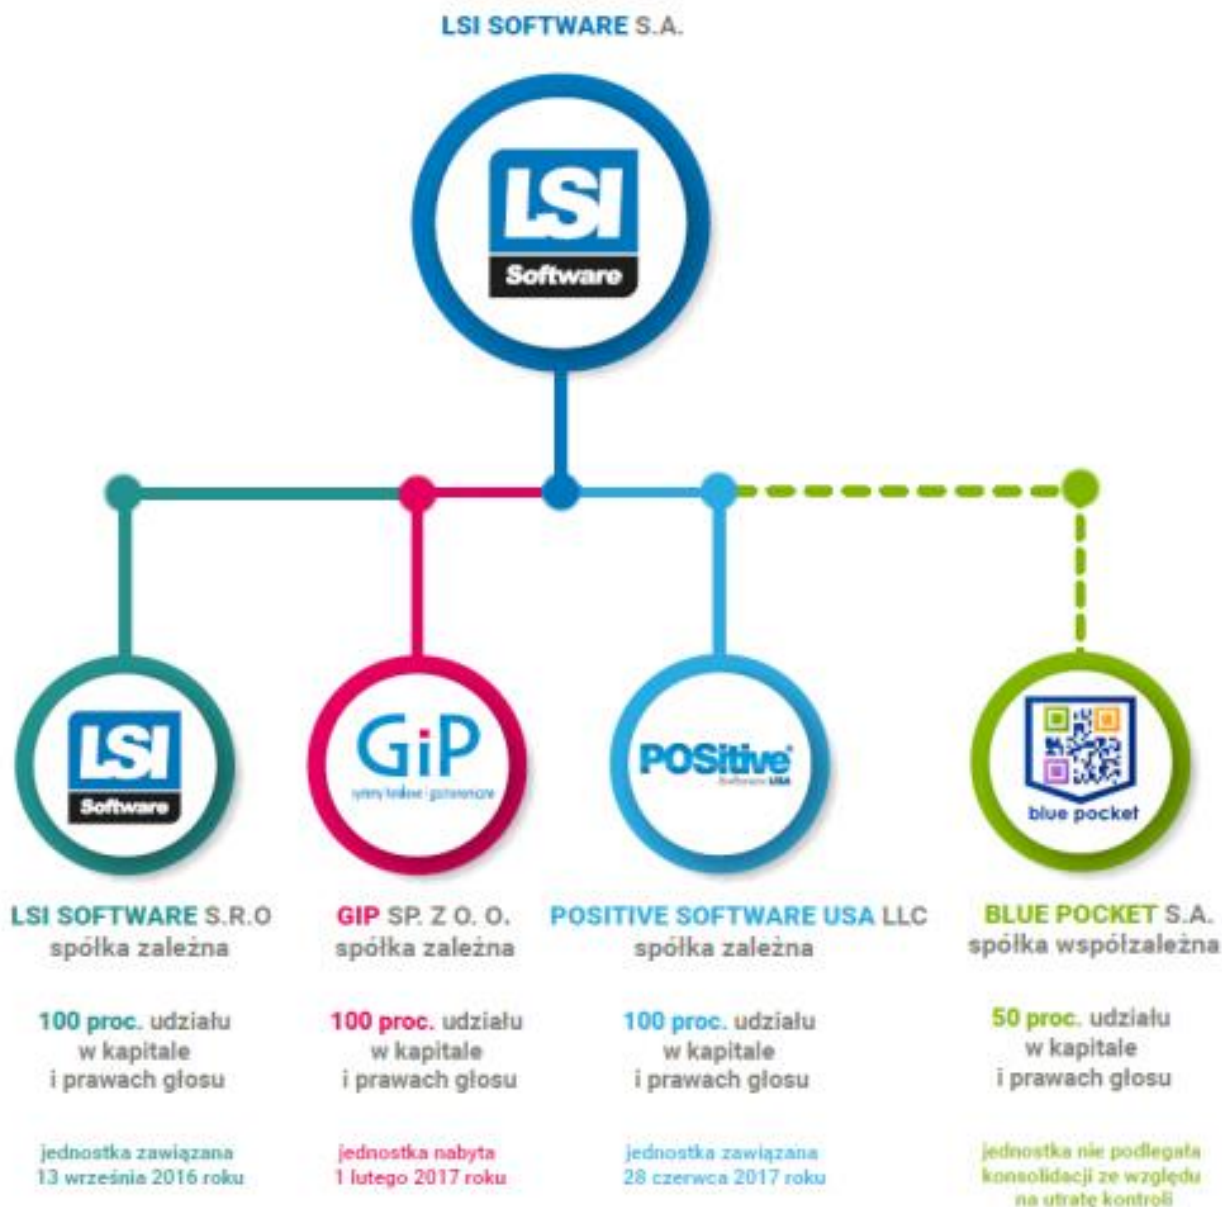 LSI SOFTWARE S.A.
LSI
Software
LSI
Software
GiP
POSitive
Software USA
blue pocket
LSI SOFTWARE S.R.O
spółka zależna
100 proc. udziału
w kapitale
i prawach głosu
jednostka zawiązana
13 września 2016 roku
GIP SP. Z O. O.
spółka zależna
100 proc. udziału
w kapitale
i prawach głosu
jednostka nabyta
1 lutego 2017 roku
POSITIVE SOFTWARE USA LLC
spółka zależna
100 proc. udziału
w kapitale
i prawach głosu
jednostka zawiązana
28 czerwca 2017 roku
BLUE POCKET S.A.
spółka współzależna
50 proc. udziału
w kapitale
i prawach głosu
jednostka nie podlegała
konsolidacji ze względu
na utratę kontroli